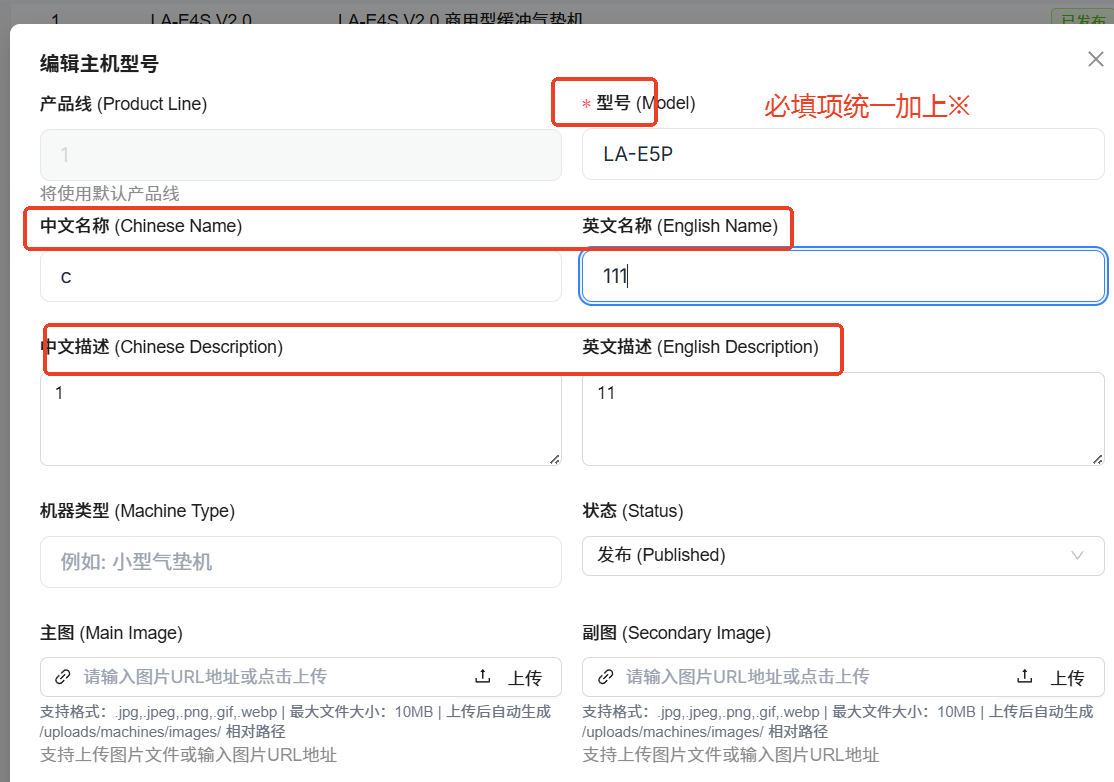 1 LA-E4S V2.0 LA-E4S V2.0 商用型缓冲气垫机 已发布
编辑主机型号
产品线 (Product Line) * 型号 (Model) 必填项统一加上※
1 LA-E5P
将使用默认产品线
中文名称 (Chinese Name) 英文名称 (English Name)
c 111
中文描述 (Chinese Description) 英文描述 (English Description)
1 11
机器类型 (Machine Type) 状态 (Status)
例如: 小型气垫机 发布 (Published)
主图 (Main Image) 副图 (Secondary Image)
请输入图片URL地址或点击上传 上传 请输入图片URL地址或点击上传 上传
支持格式：.jpg,.jpeg,.png,.gif,.webp | 最大文件大小：10MB | 上传后自动生成 支持格式：.jpg,.jpeg,.png,.gif,.webp | 最大文件大小：10MB | 上传后自动生成
/uploads/machines/images/ 相对路径 /uploads/machines/images/ 相对路径
支持上传图片文件或输入图片URL地址 支持上传图片文件或输入图片URL地址